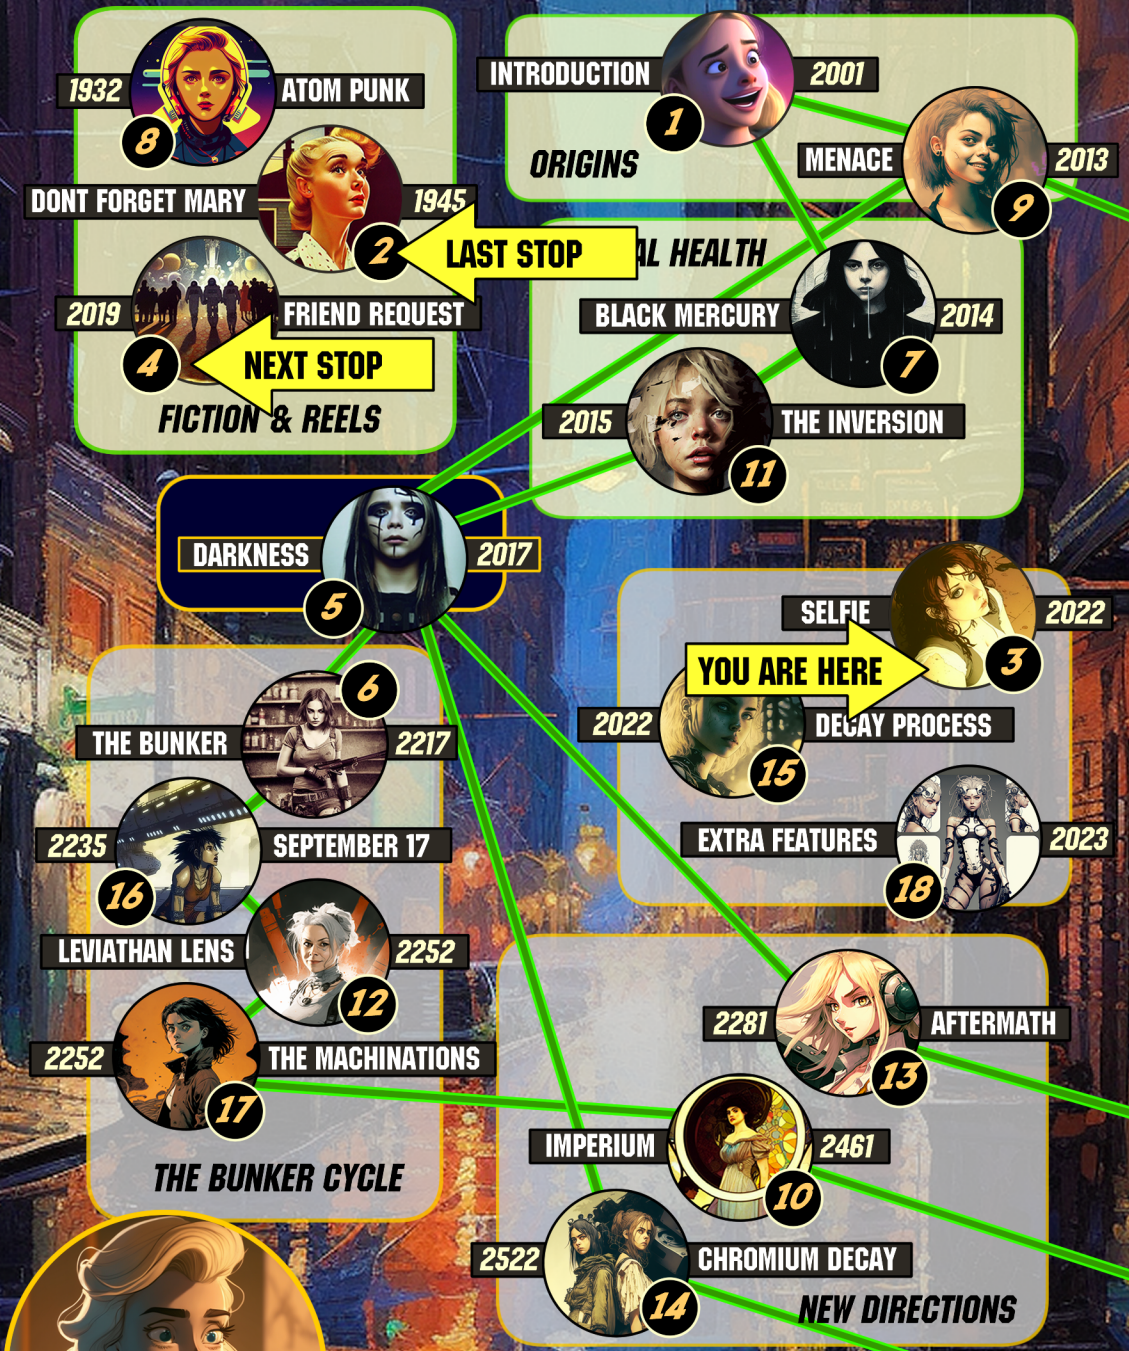 1932 ATOM PUNK
8
DONT FORGET MARY 1945
2
LAST STOP
2019 FRIEND REQUEST
4
NEXT STOP
FICTION & REELS
INTRODUCTION 2001
1
ORIGINS
MENACE 2013
9
AL HEALTH
BLACK MERCURY 2014
7
2015 THE INVERSION
11
DARKNESS 2017
5
SELFIE 2022
3
YOU ARE HERE
2022 DECAY PROCESS
15
EXTRA FEATURES 2023
18
6
THE BUNKER 2217
2235 SEPTEMBER 17
16
LEVIATHAN LENS 2252
12
2252 THE MACHINATIONS
17
THE BUNKER CYCLE
2281 AFTERMATH
13
IMPERIUM 2461
10
2522 CHROMIUM DECAY
14
NEW DIRECTIONS